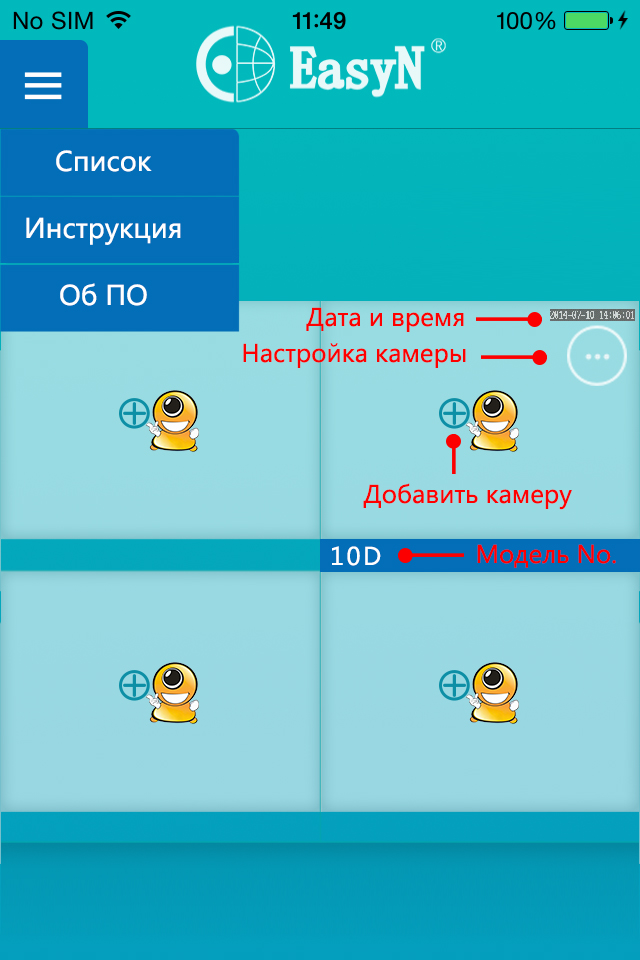 No SIM 11:49 100%
EasyN®
Список
Инструкция
Об ПО
Дата и время 2014-07-10 14:06:01
Настройка камеры
Добавить камеру
10D Модель No.